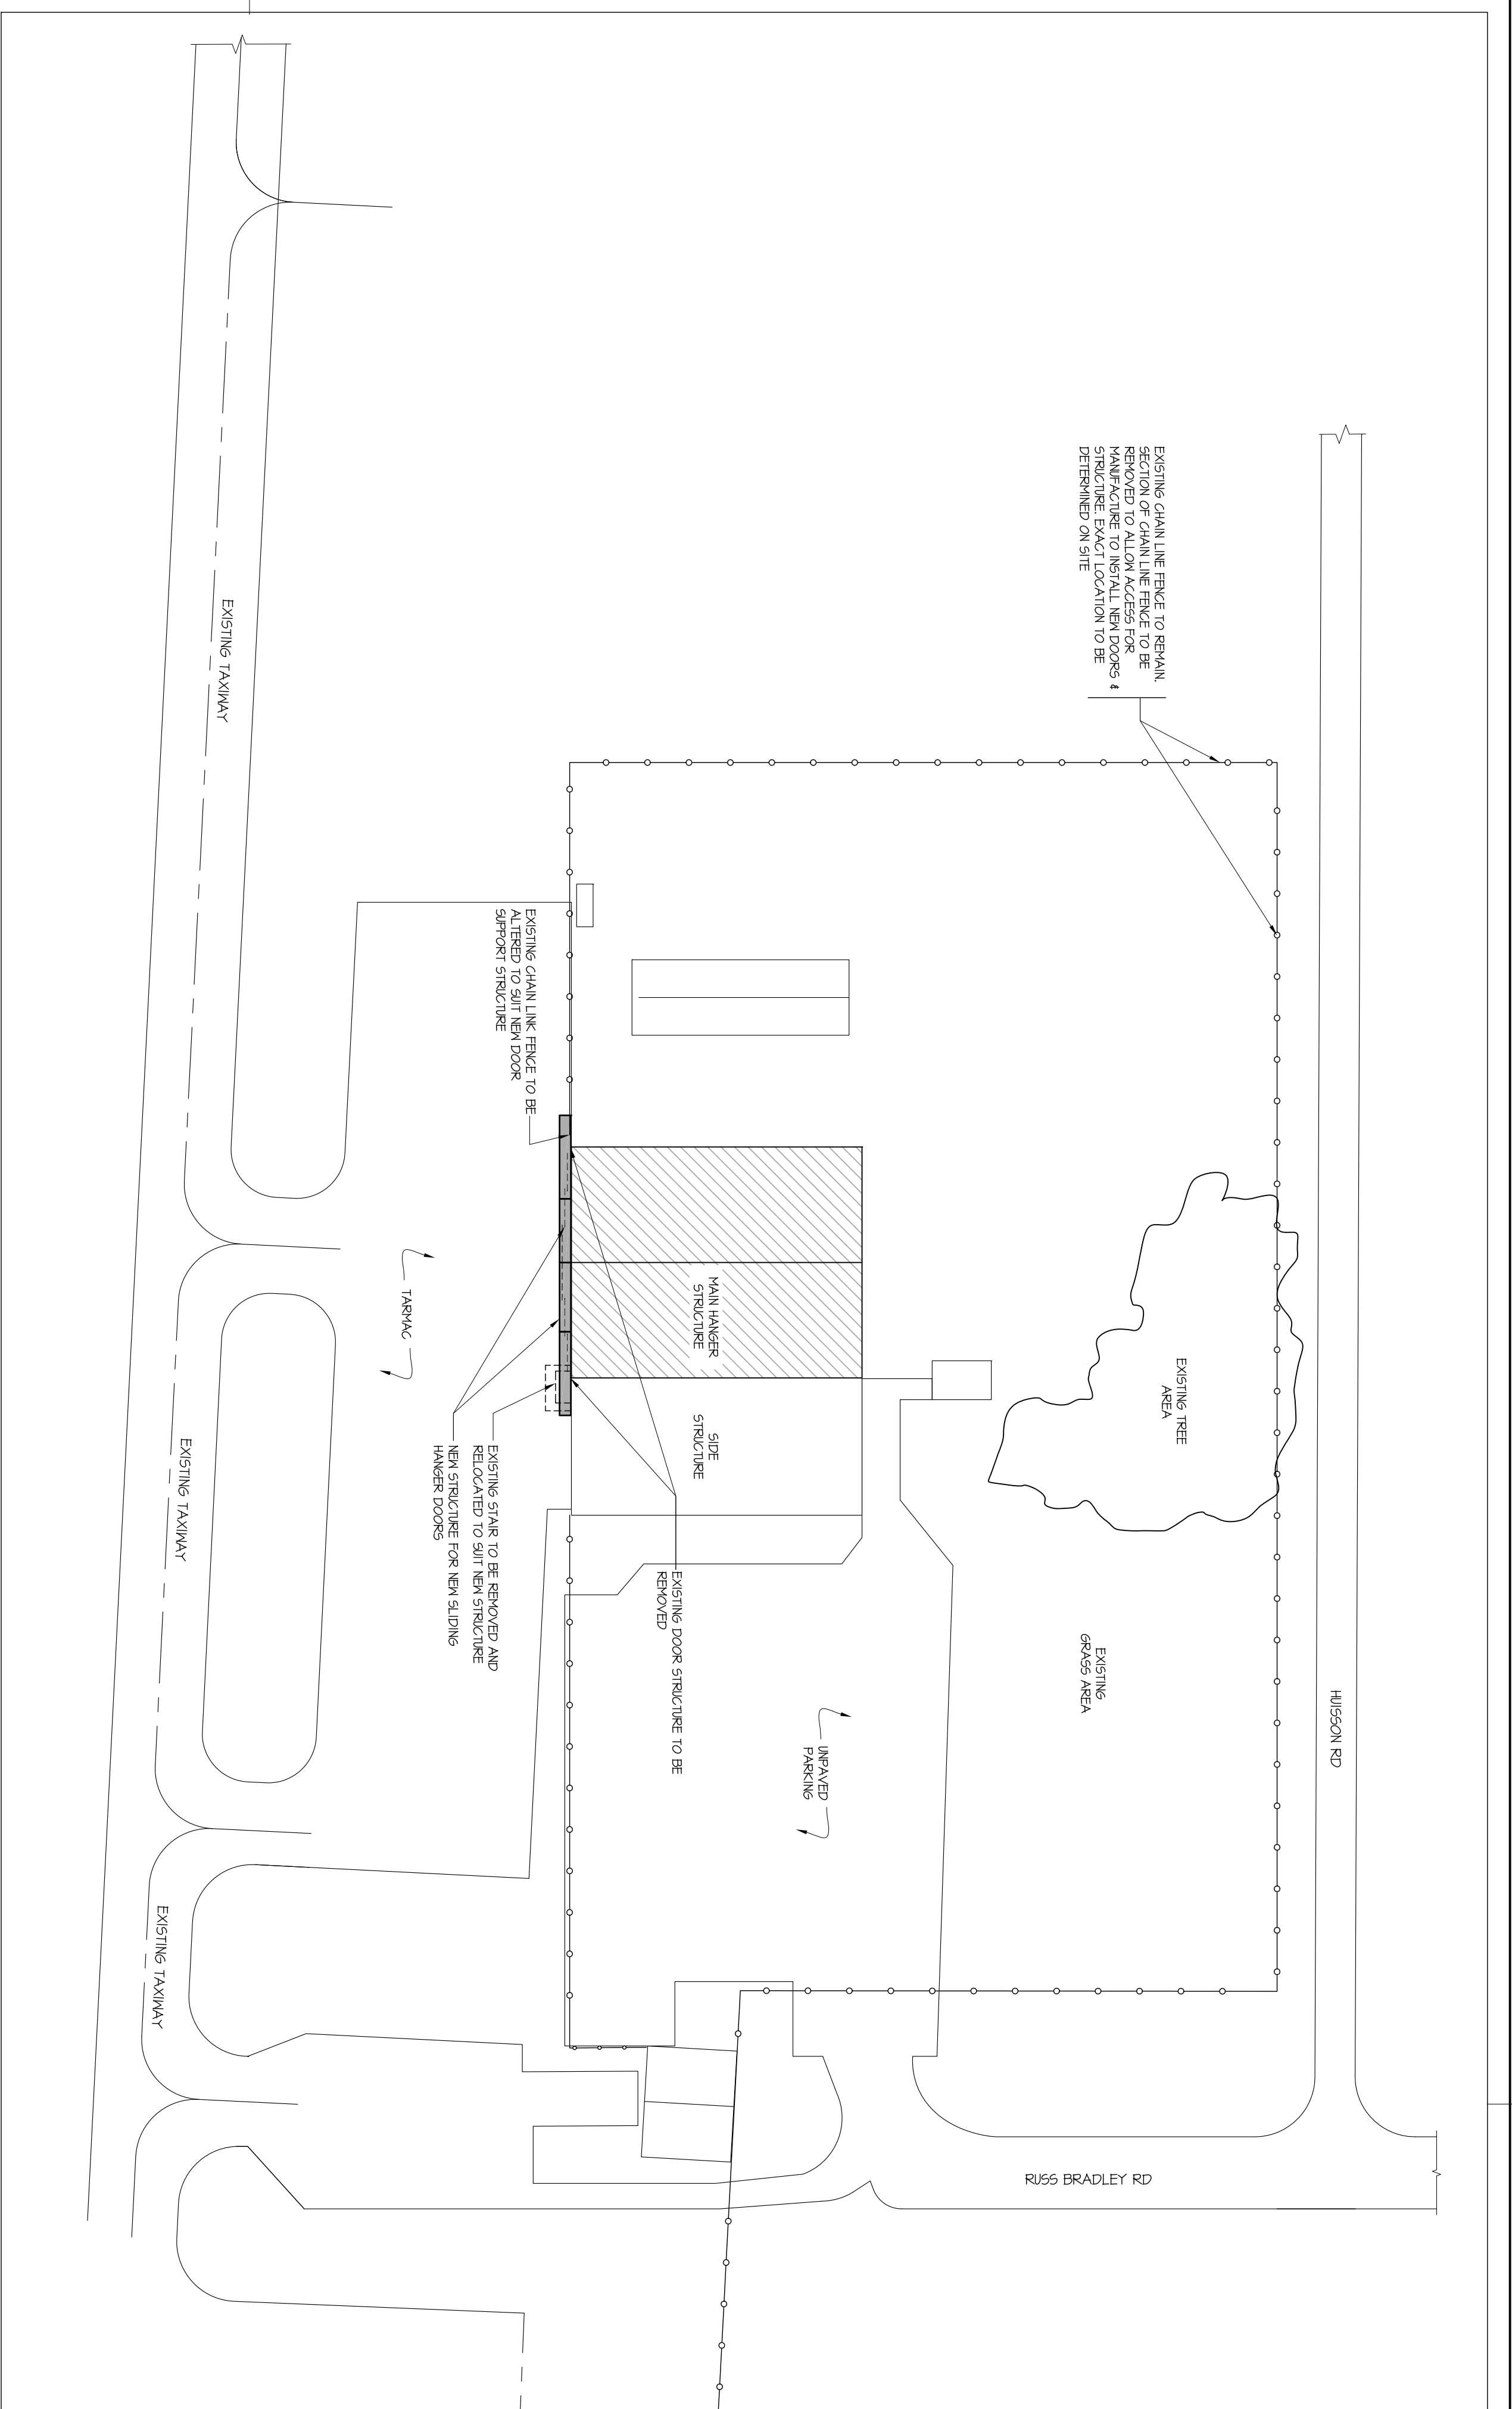 HUISSON RD
EXISTING CHAIN LINE FENCE TO REMAIN.
SECTION OF CHAIN LINE FENCE TO BE
REMOVED TO ALLOW ACCESS FOR
MANUFACTURE TO INSTALL NEW DOORS &
STRUCTURE. EXACT LOCATION TO BE
DETERMINED ON SITE
EXISTING TREE
AREA
EXISTING
GRASS AREA
RUSS BRADLEY RD
UNPAVED
PARKING
MAIN HANGER
STRUCTURE
SIDE
STRUCTURE
EXISTING DOOR STRUCTURE TO BE
REMOVED
EXISTING CHAIN LINK FENCE TO BE
ALTERED TO SUIT NEW DOOR
SUPPORT STRUCTURE
EXISTING STAIR TO BE REMOVED AND
RELOCATED TO SUIT NEW STRUCTURE
NEW STRUCTURE FOR NEW SLIDING
HANGER DOORS
TARMAC
EXISTING TAXIWAY
EXISTING TAXIWAY
EXISTING TAXIWAY